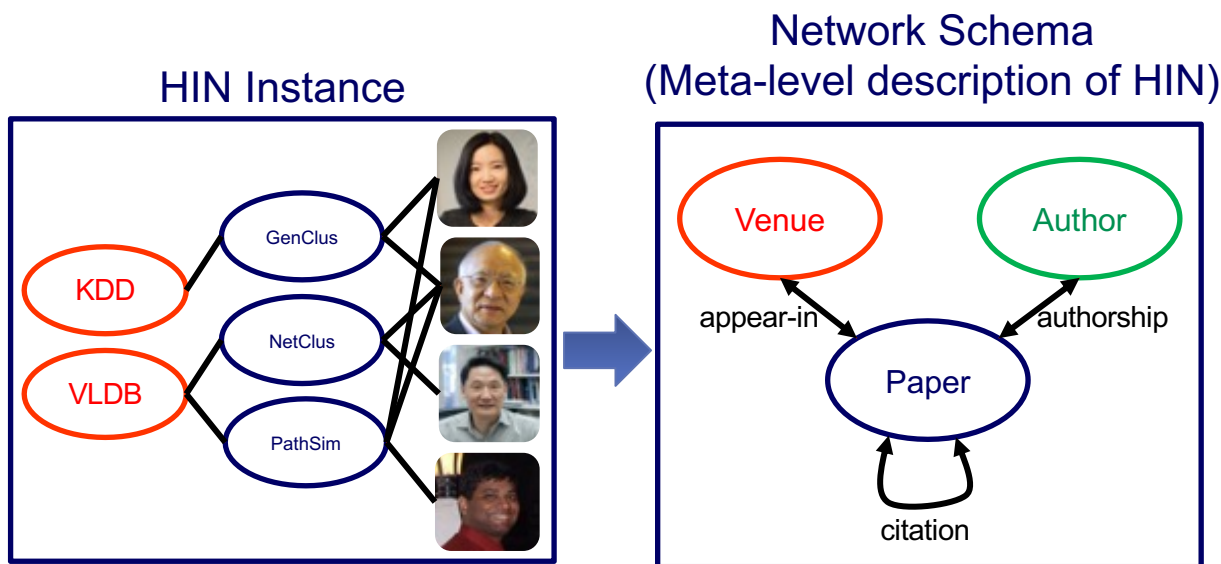 HIN Instance
KDD
VLDB
GenClus
NetClus
PathSim
Network Schema
(Meta-level description of HIN)
Venue
Author
appear-in
authorship
Paper
citation